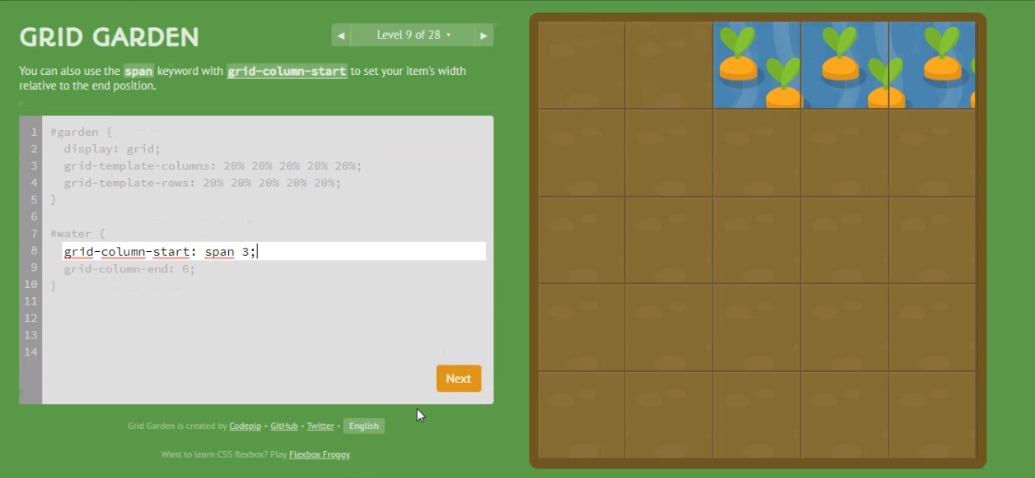 GRID GARDEN
◀ Level 9 of 28 ▾ ▶
You can also use the span keyword with grid-column-start to set your item's width
relative to the end position.
1 #garden {
2 display: grid;
3 grid-template-columns: 20% 20% 20% 20% 20%;
4 grid-template-rows: 20% 20% 20% 20% 20%;
5 }
6
7 #water {
8 grid-column-start: span 3;
9 grid-column-end: 6;
10 }
11
12
13
14
Next
Grid Garden is created by Codepip • GitHub • Twitter • English
Want to learn CSS flexbox? Play Flexbox Froggy.